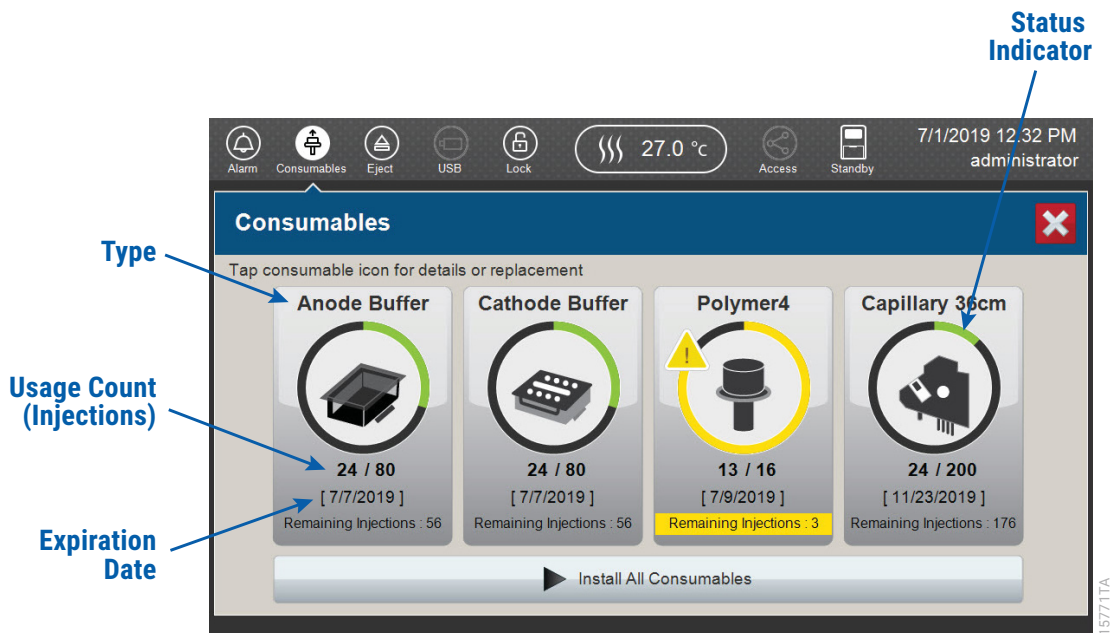 Status
Indicator
7/1/2019 12:32 PM
27.0 °c
administrator
Alarm Consumables Eject USB Lock Access Standby
Consumables
Type
Tap consumable icon for details or replacement
Anode Buffer Cathode Buffer Polymer4 Capillary 36cm
!
Usage Count
(Injections)
24 / 80 24 / 80 13 / 16 24 / 200
[ 7/7/2019 ] [ 7/7/2019 ] [ 7/9/2019 ] [ 11/23/2019 ]
Remaining Injections : 56 Remaining Injections : 56 Remaining Injections : 3 Remaining Injections : 176
Expiration
Date
Install All Consumables
15771TA